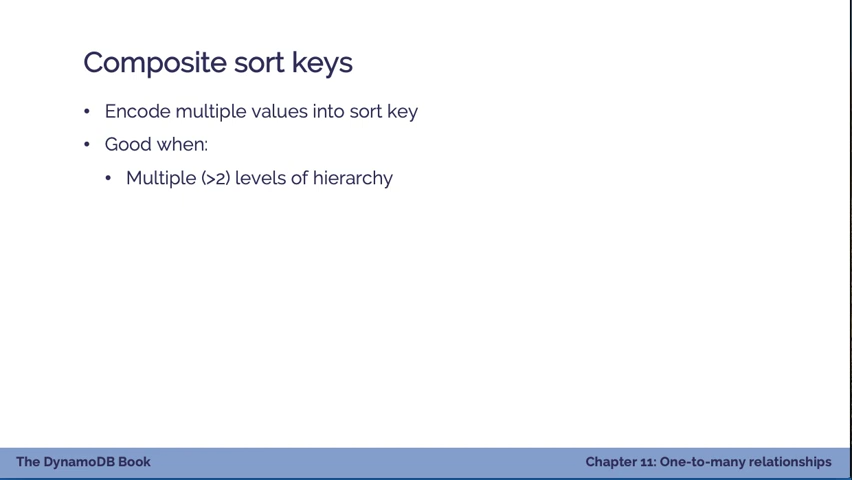 Composite sort keys
• Encode multiple values into sort key
• Good when:
• Multiple (>2) levels of hierarchy
The DynamoDB Book
Chapter 11: One-to-many relationships